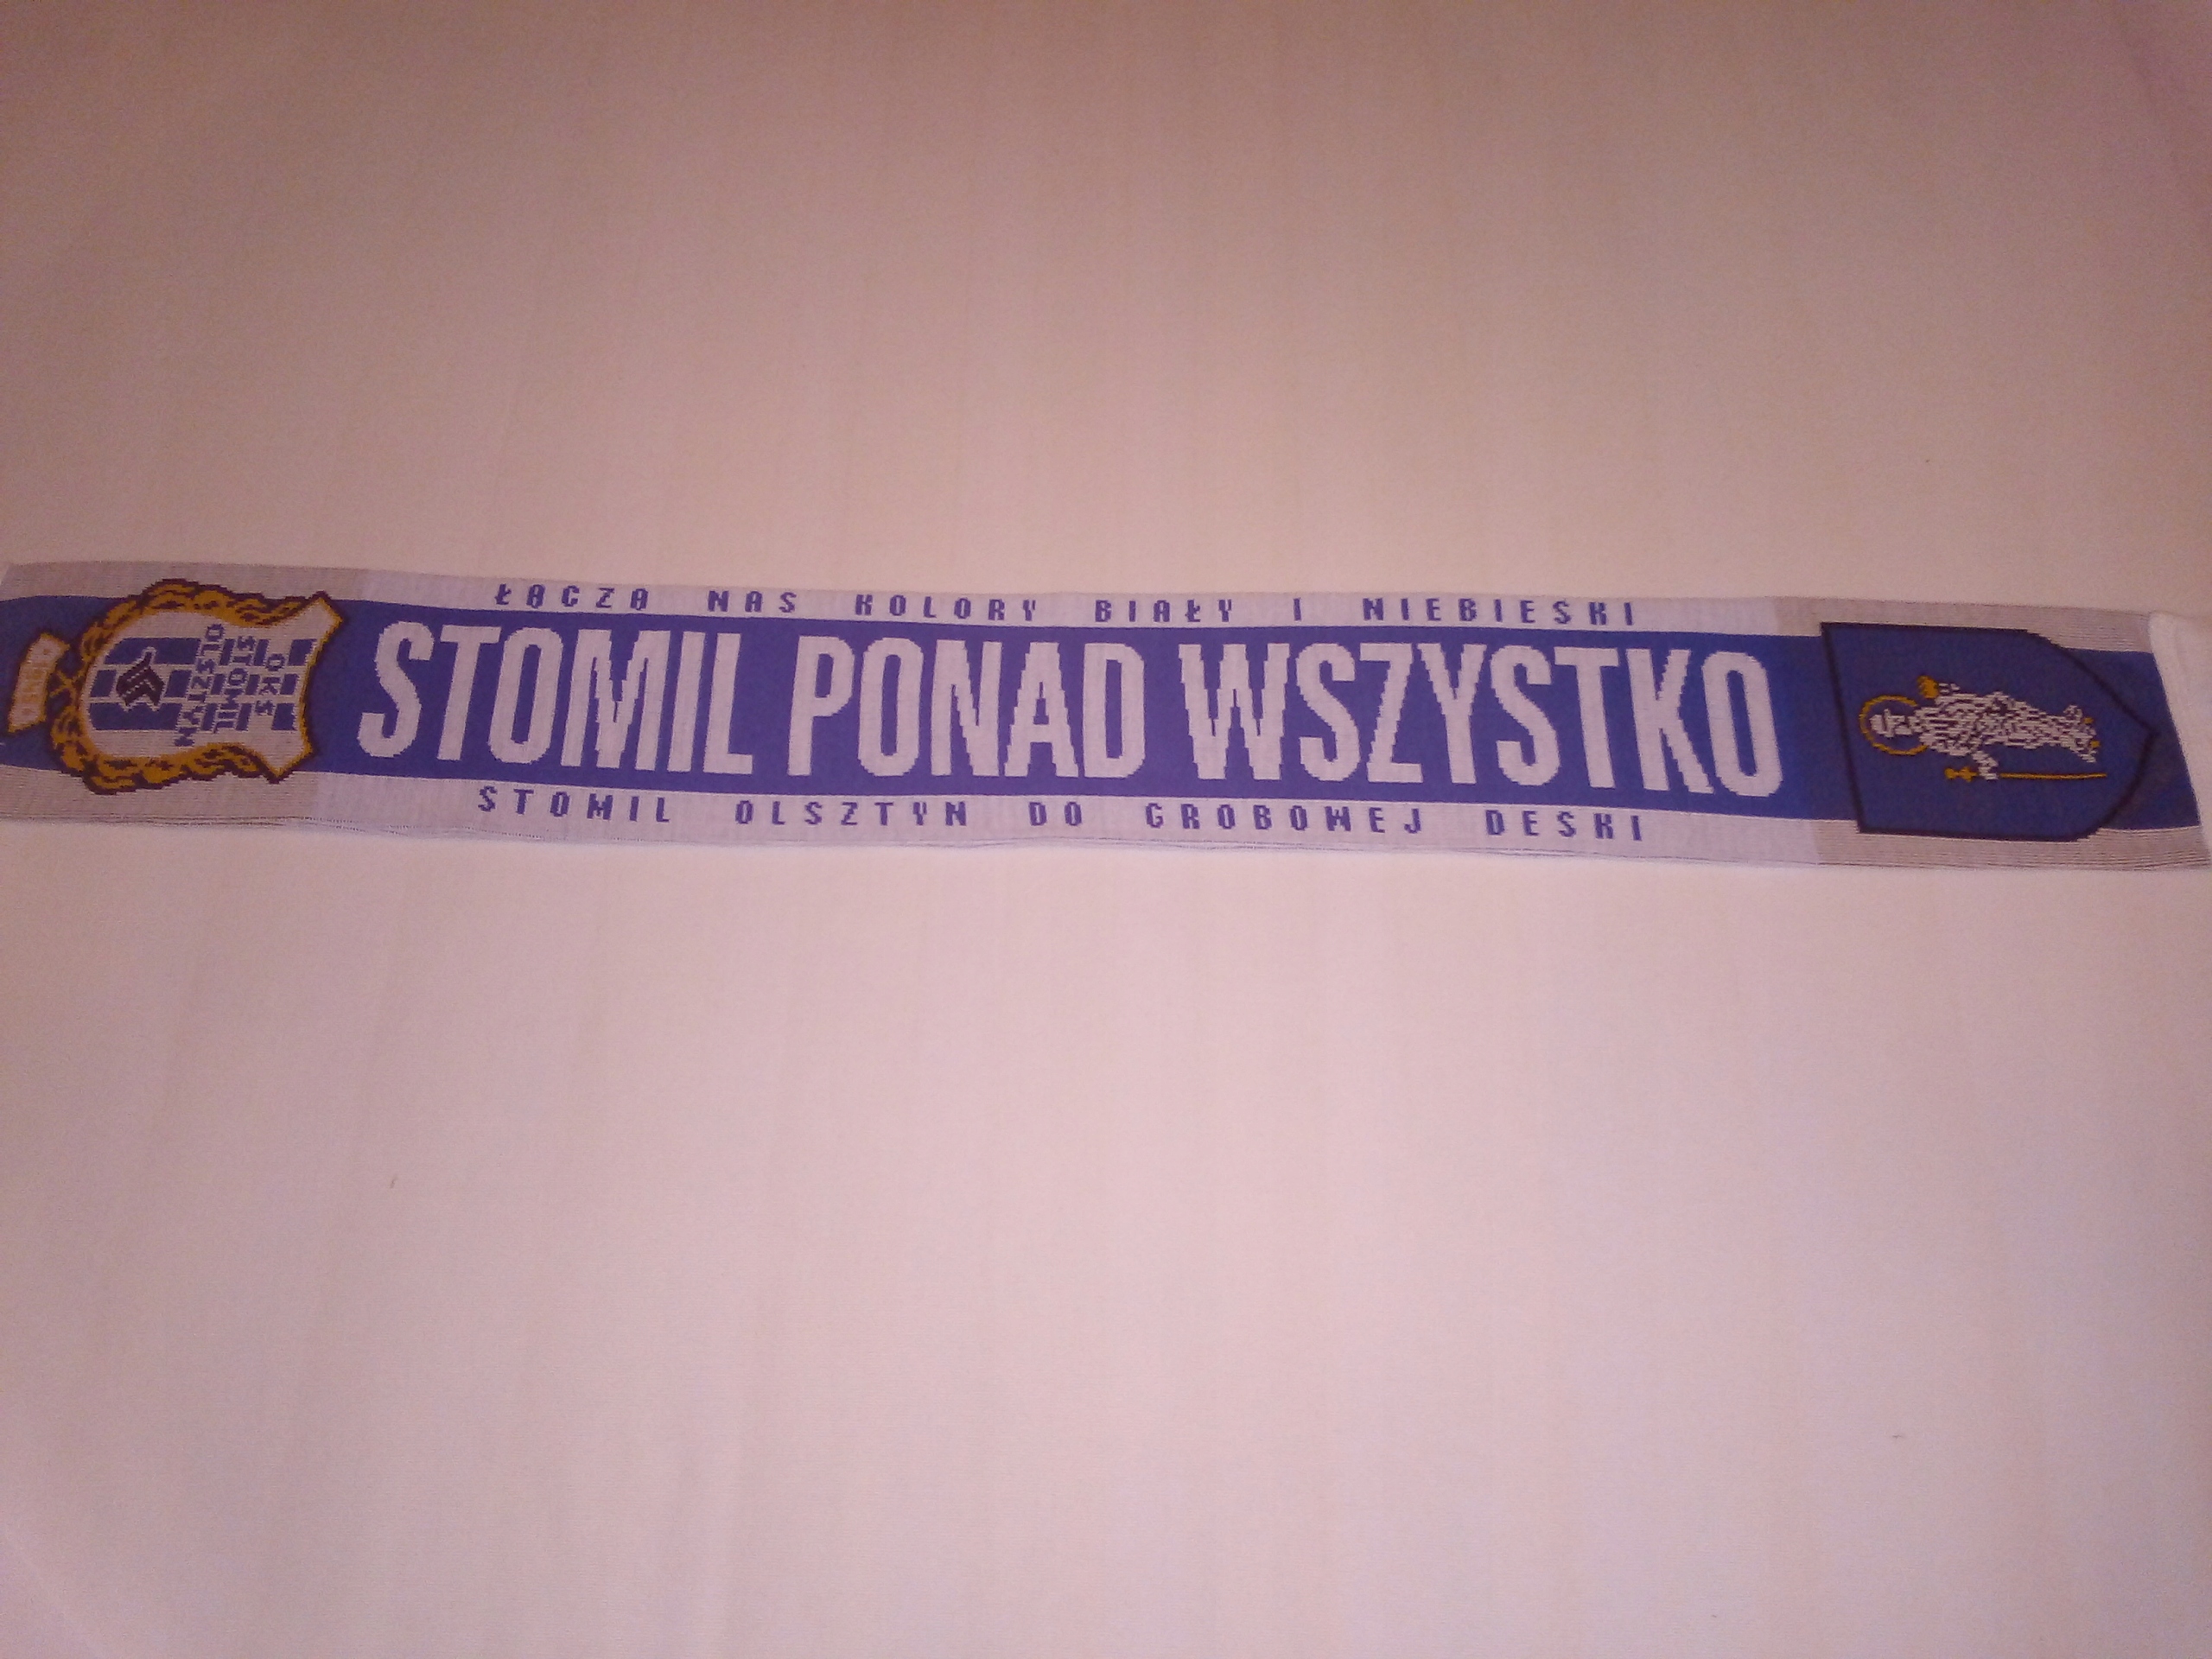 ŁĄCZĄ NAS KOLORY BIAŁY I NIEBIESKI
STOMIL PONAD WSZYSTKO
STOMIL OLSZTYN DO GROBOWEJ DESKI
OKS
STOMIL
OLSZTYN